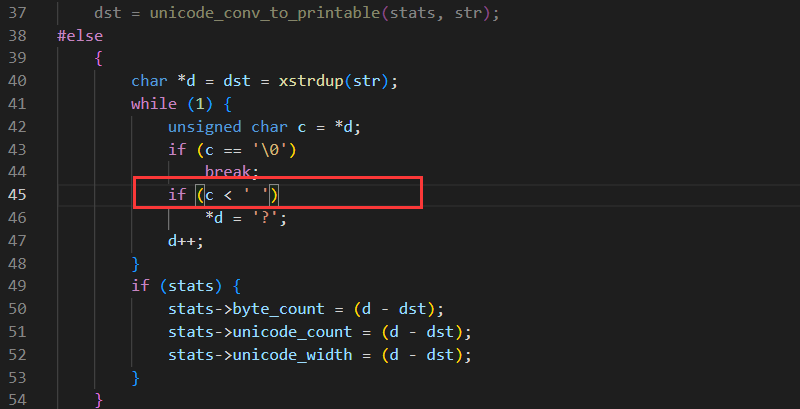 37 dst = unicode_conv_to_printable(stats, str);
38 #else
39 {
40 char *d = dst = xstrdup(str);
41 while (1) {
42 unsigned char c = *d;
43 if (c == '\0')
44 break;
45 if (c < ' ')
46 *d = '?';
47 d++;
48 }
49 if (stats) {
50 stats->byte_count = (d - dst);
51 stats->unicode_count = (d - dst);
52 stats->unicode_width = (d - dst);
53 }
54 }